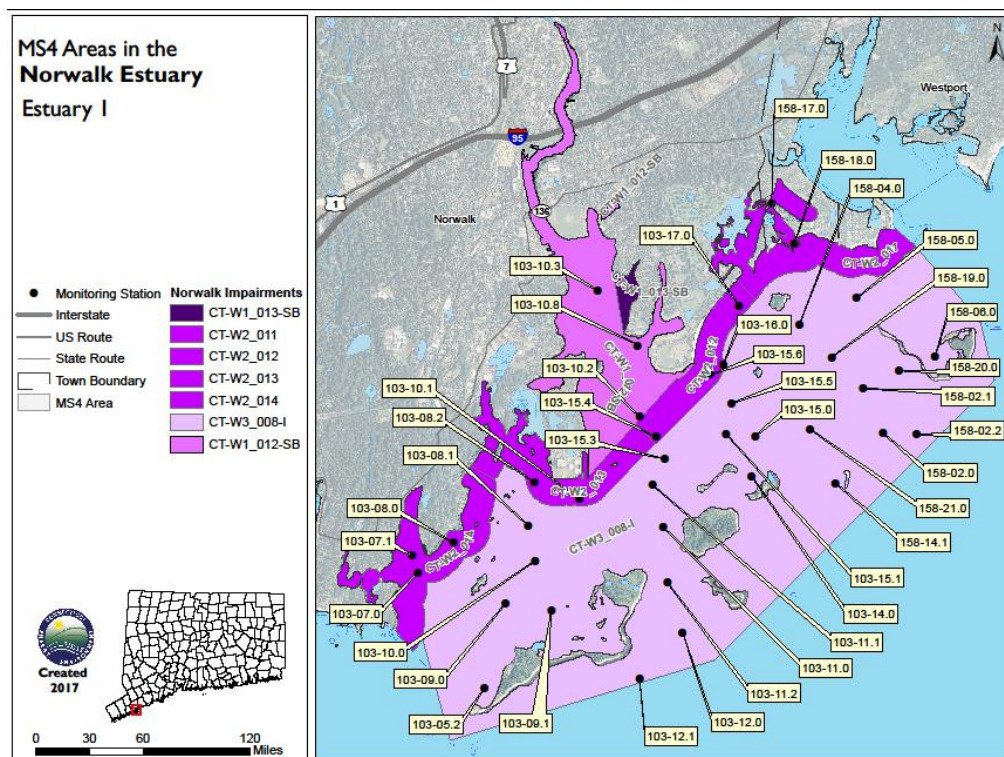 MS4 Areas in the
Norwalk Estuary
Estuary 1
Monitoring Station
Interstate
US Route
State Route
Town Boundary
MS4 Area
Norwalk Impairments
CT-W1_013-SB
CT-W2_011
CT-W2_012
CT-W2_013
CT-W2_014
CT-W3_008-I
CT-W1_012-SB
Created
2017
0 30 60 120
Miles
N
7
Westport
95
1
Norwalk
136
CT-W1_012-SB
158-17.0
158-18.0
158-04.0
103-17.0
158-05.0
CT-W2_017
103-10.3
CT-W1_013-SB
158-19.0
103-10.8
103-16.0
158-06.0
CT-W2_012
103-10.2
CT-W1_012-SB
103-15.6
158-20.0
103-10.1
103-15.4
103-15.5
158-02.1
103-08.2
103-15.3
103-15.0
158-02.2
103-08.1
158-02.0
CT-W2_013
158-21.0
103-08.0
CT-W3_008-I
158-14.1
103-07.1
CT-W2_014
103-15.1
103-07.0
103-14.0
103-10.0
103-11.1
103-09.0
103-11.0
103-05.2
103-09.1
103-11.2
103-12.0
103-12.1